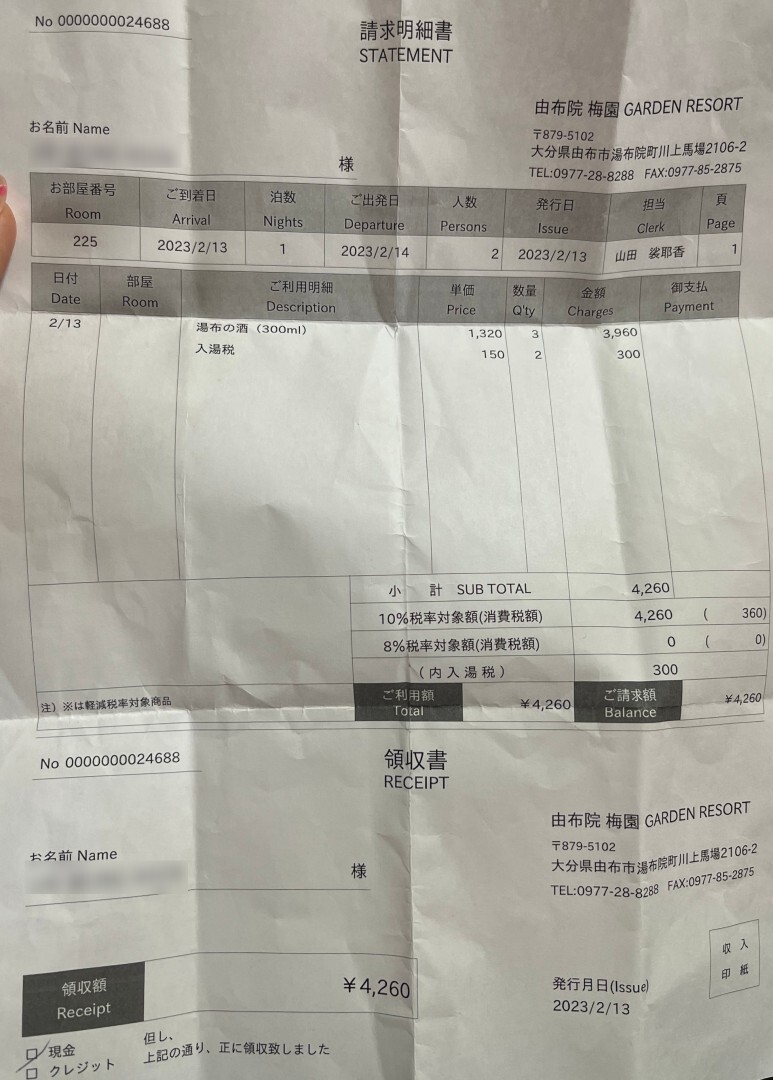 No 0000000024688
請求明細書
STATEMENT
由布院 梅園 GARDEN RESORT
〒879-5102
大分県由布市湯布院町川上馬場2106-2
TEL:0977-28-8288 FAX:0977-85-2875
お名前 Name
様
お部屋番号 ご到着日 泊数 ご出発日 人数 発行日 担当 頁
Room Arrival Nights Departure Persons Issue Clerk Page
225 2023/2/13 1 2023/2/14 2 2023/2/13 山田 裟耶香 1
日付 部屋 ご利用明細 単価 数量 金額 御支払
Date Room Description Price Q'ty Charges Payment
2/13 湯布の酒（300ml） 1,320 3 3,960
入湯税 150 2 300
小 計 SUB TOTAL 4,260
10%税率対象額(消費税額) 4,260 ( 360)
8%税率対象額(消費税額) 0 ( 0)
（内入湯税） 300
注）※は軽減税率対象商品
ご利用額 ¥4,260 ご請求額 ¥4,260
Total Balance
No 0000000024688
領収書
RECEIPT
由布院 梅園 GARDEN RESORT
〒879-5102
大分県由布市湯布院町川上馬場2106-2
TEL:0977-28-8288 FAX:0977-85-2875
お名前 Name
様
領収額 ¥4,260
Receipt
発行月日(Issue)
2023/2/13
収入
印紙
□現金
□クレジット
但し、
上記の通り、正に領収致しました